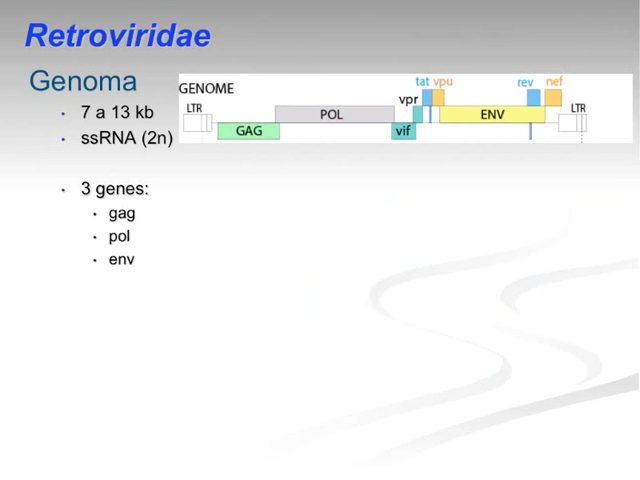 Retroviridae
Genoma
• 7 a 13 kb
• ssRNA (2n)
• 3 genes:
• gag
• pol
• env
GENOME
tat vpu rev nef
LTR vpr LTR
POL ENV
GAG vif